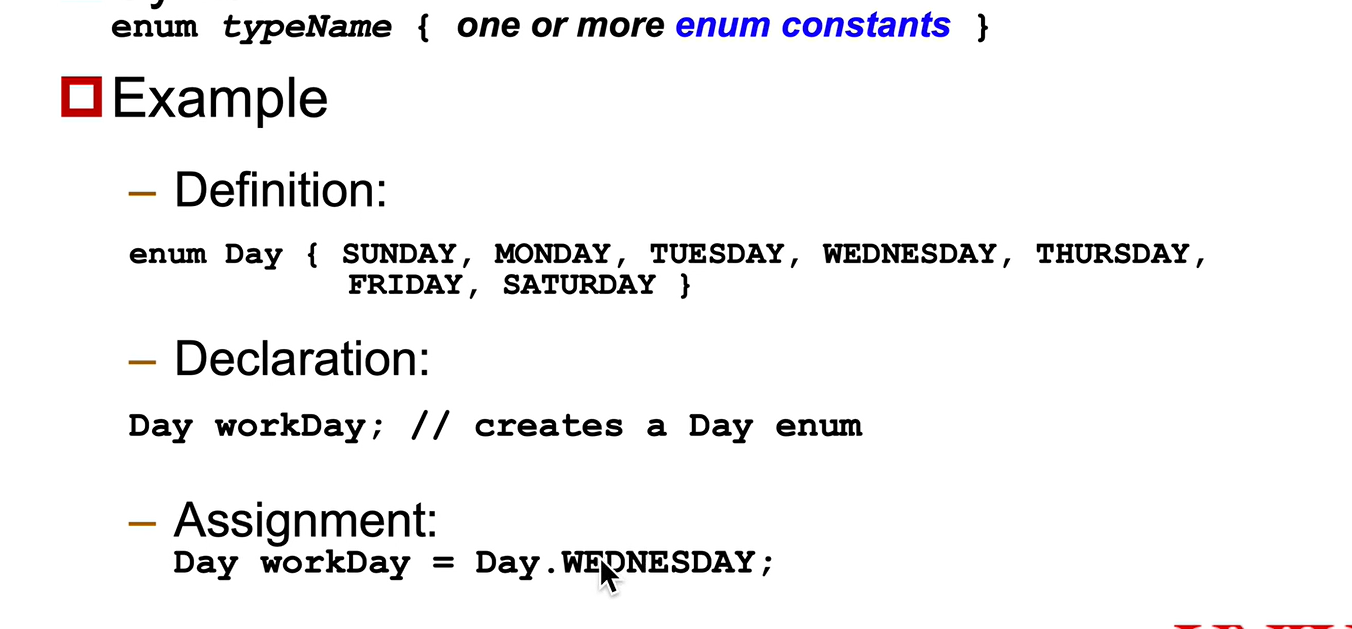 enum typeName { one or more enum constants }
Example
– Definition:
enum Day { SUNDAY, MONDAY, TUESDAY, WEDNESDAY, THURSDAY,
FRIDAY, SATURDAY }
– Declaration:
Day workDay; // creates a Day enum
– Assignment:
Day workDay = Day.WEDNESDAY;